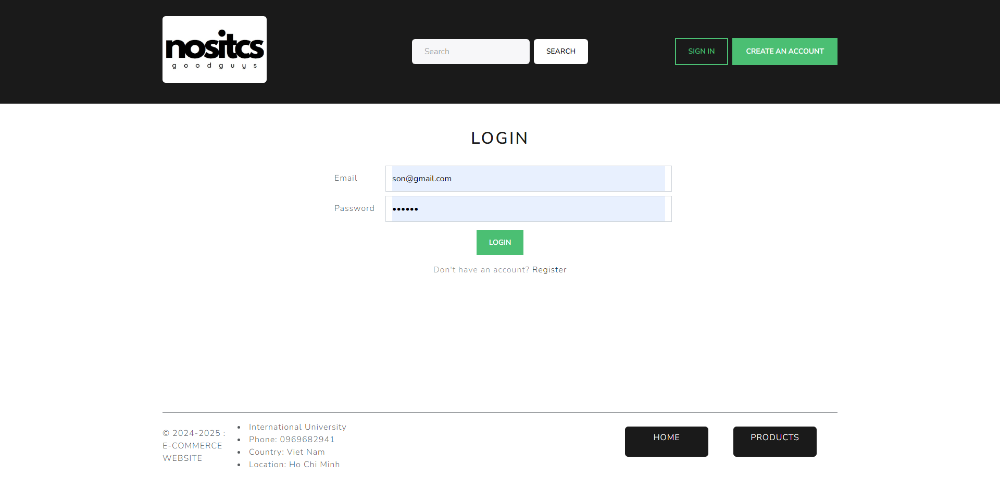 nositcs
goodguys
Search
SEARCH
SIGN IN
CREATE AN ACCOUNT
LOGIN
Email
son@gmail.com
Password
••••••
LOGIN
Don't have an account? Register
© 2024-2025 :
E-COMMERCE
WEBSITE
• International University
• Phone: 0969682941
• Country: Viet Nam
• Location: Ho Chi Minh
HOME
PRODUCTS